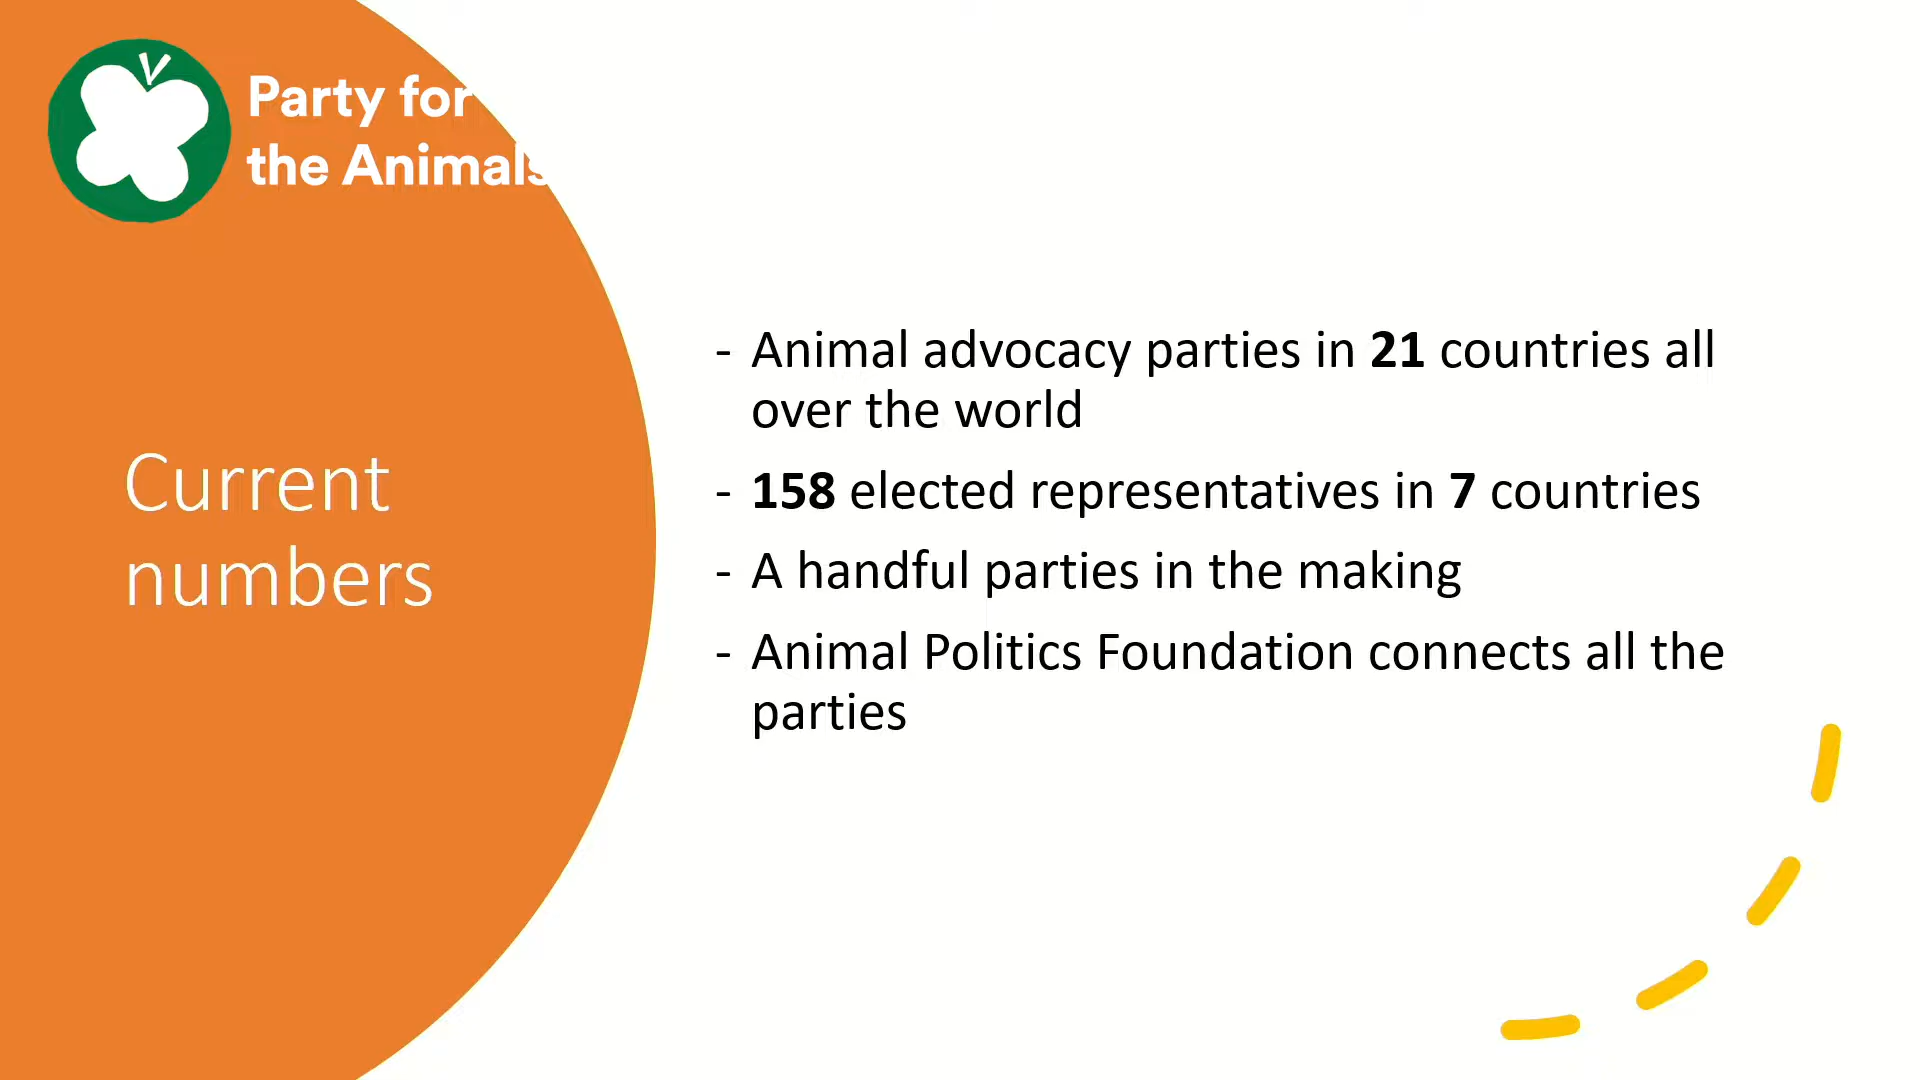 Party for
the Animals
Current
numbers
- Animal advocacy parties in 21 countries all
over the world
- 158 elected representatives in 7 countries
- A handful parties in the making
- Animal Politics Foundation connects all the
parties